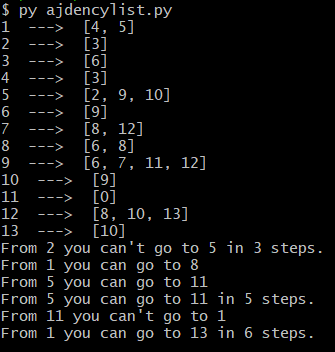 $ py ajdencylist.py
1  --->  [4, 5]
2  --->  [3]
3  --->  [6]
4  --->  [3]
5  --->  [2, 9, 10]
6  --->  [9]
7  --->  [8, 12]
8  --->  [6, 8]
9  --->  [6, 7, 11, 12]
10  --->  [9]
11  --->  [0]
12  --->  [8, 10, 13]
13  --->  [10]
From 2 you can't go to 5 in 3 steps.
From 1 you can go to 8
From 5 you can go to 11
From 5 you can go to 11 in 5 steps.
From 11 you can't go to 1
From 1 you can go to 13 in 6 steps.